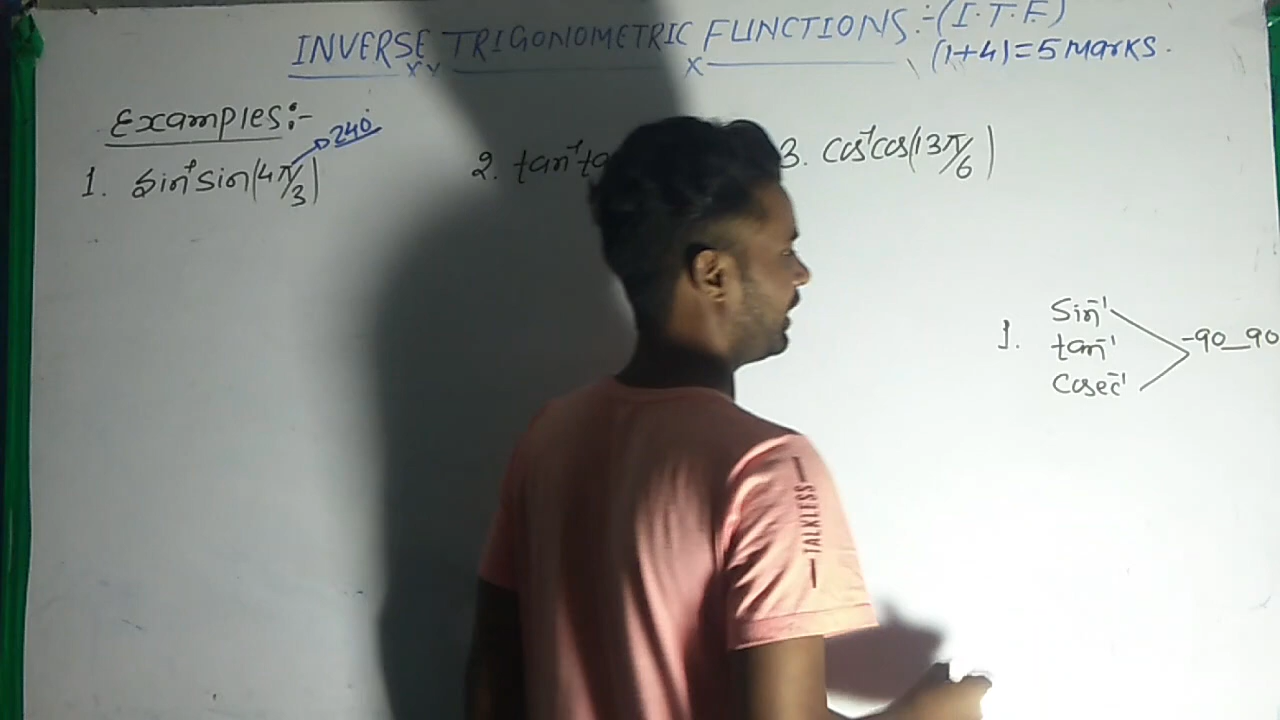 INVERSE TRIGONOMETRIC FUNCTIONS:-(I.T.F.)
(1+4)=5 Marks.
Examples:-
240°
1. sin⁻¹sin(4π/3)
2. tan⁻¹
3. cos⁻¹cos(13π/6)
1. Sin⁻¹
tan⁻¹
Cosec⁻¹
-90_90
TALKLESS